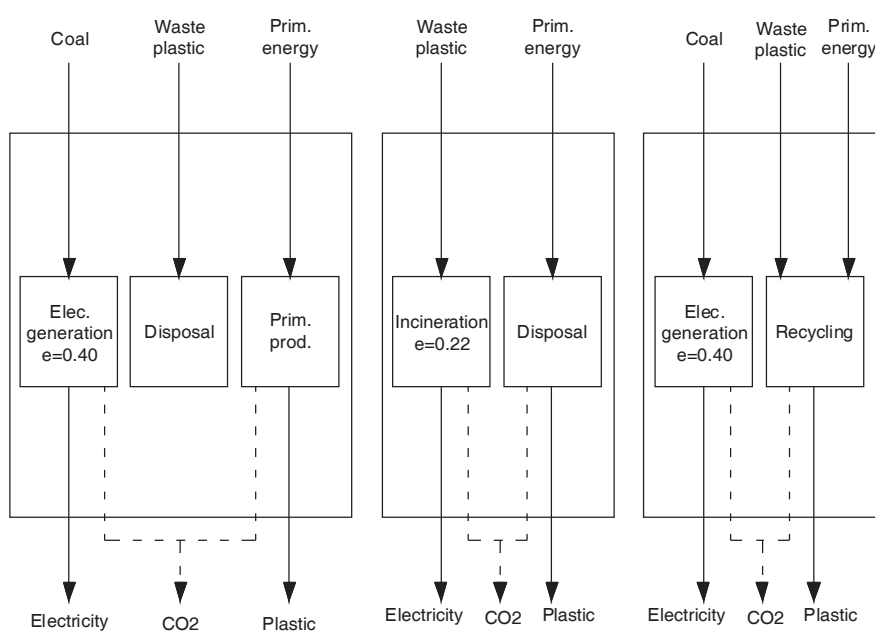 Coal
Waste
plastic
Prim.
energy
Elec.
generation
e=0.40
Disposal
Prim.
prod.
Electricity
CO2
Plastic
Waste
plastic
Prim.
energy
Incineration
e=0.22
Disposal
Electricity
CO2
Plastic
Coal
Waste
plastic
Prim.
energy
Elec.
generation
e=0.40
Recycling
Electricity
CO2
Plastic